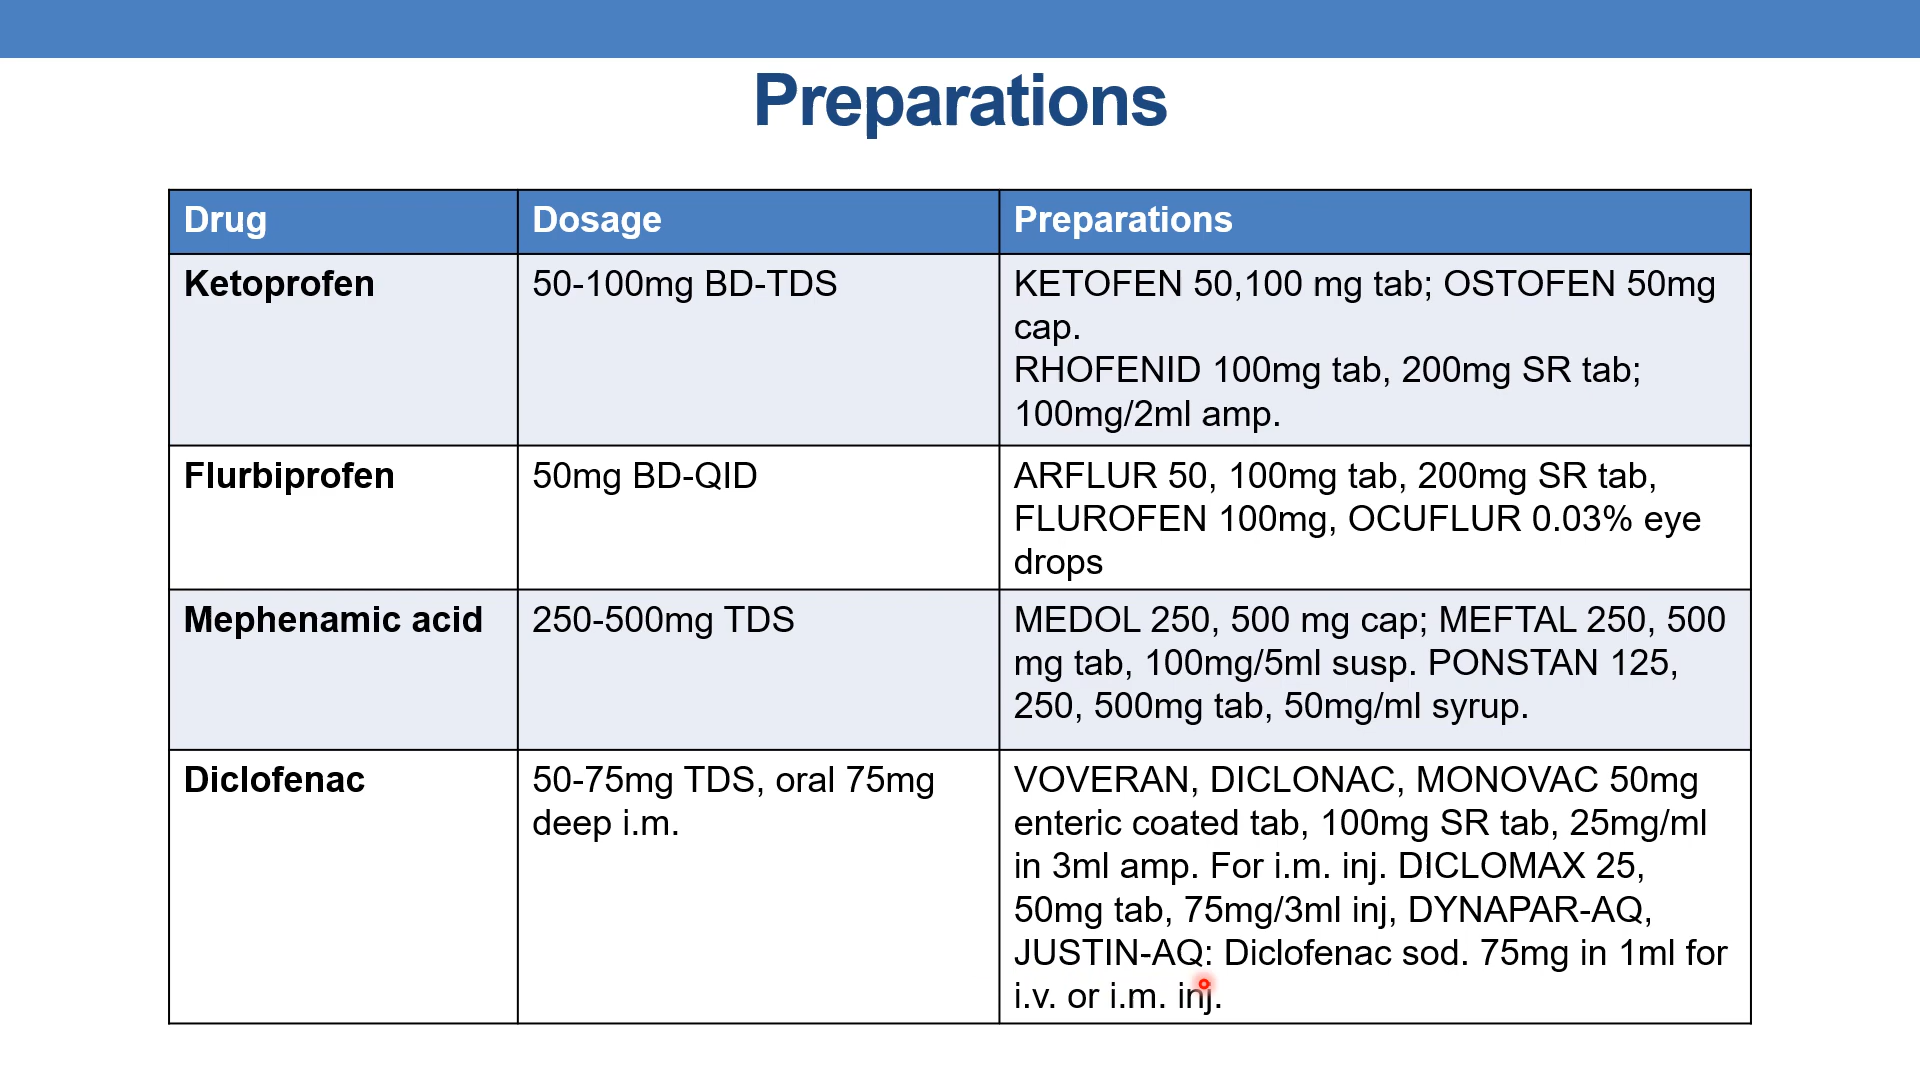 Preparations
Drug
Dosage
Preparations
Ketoprofen
50-100mg BD-TDS
KETOFEN 50,100 mg tab; OSTOFEN 50mg
cap.
RHOFENID 100mg tab, 200mg SR tab;
100mg/2ml amp.
Flurbiprofen
50mg BD-QID
ARFLUR 50, 100mg tab, 200mg SR tab,
FLUROFEN 100mg, OCUFLUR 0.03% eye
drops
Mephenamic acid
250-500mg TDS
MEDOL 250, 500 mg cap; MEFTAL 250, 500
mg tab, 100mg/5ml susp. PONSTAN 125,
250, 500mg tab, 50mg/ml syrup.
Diclofenac
50-75mg TDS, oral 75mg
deep i.m.
VOVERAN, DICLONAC, MONOVAC 50mg
enteric coated tab, 100mg SR tab, 25mg/ml
in 3ml amp. For i.m. inj. DICLOMAX 25,
50mg tab, 75mg/3ml inj, DYNAPAR-AQ,
JUSTIN-AQ: Diclofenac sod. 75mg in 1ml for
i.v. or i.m. inj.